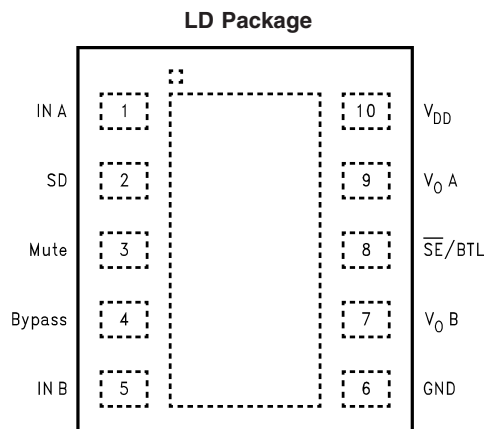 LD Package
IN A 1 10 V_DD
SD 2 9 V_O A
Mute 3 8 S̅E̅/BTL
Bypass 4 7 V_O B
IN B 5 6 GND